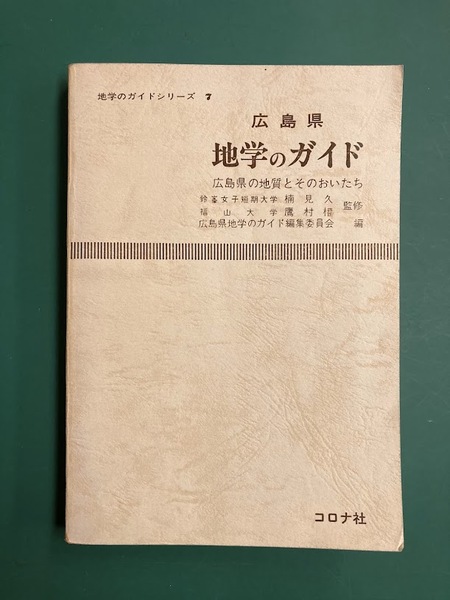 地学のガイドシリーズ 7
広島県
地学のガイド
広島県の地質とそのおいたち
鈴峯女子短期大学 楠見久 監修
福山大学 鷹村權
広島県地学のガイド編集委員会 編
コロナ社